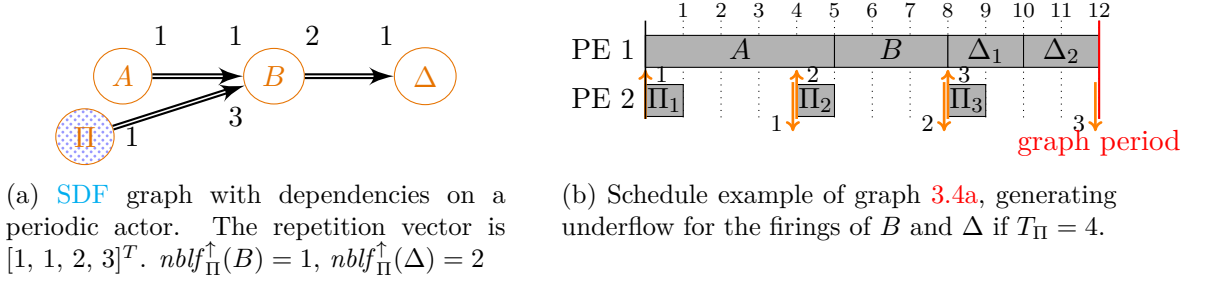 1 1 2 1
A B Δ
Π 1 3
1 2 3 4 5 6 7 8 9 10 11 12
PE 1 A B Δ₁ Δ₂
1 2 3
PE 2 Π₁ Π₂ Π₃
1 2 3
graph period
(a) SDF graph with dependencies on a
periodic actor. The repetition vector is
[1, 1, 2, 3]ᵀ. nblf↑Π(B) = 1, nblf↑Π(Δ) = 2
(b) Schedule example of graph 3.4a, generating
underflow for the firings of B and Δ if TΠ = 4.